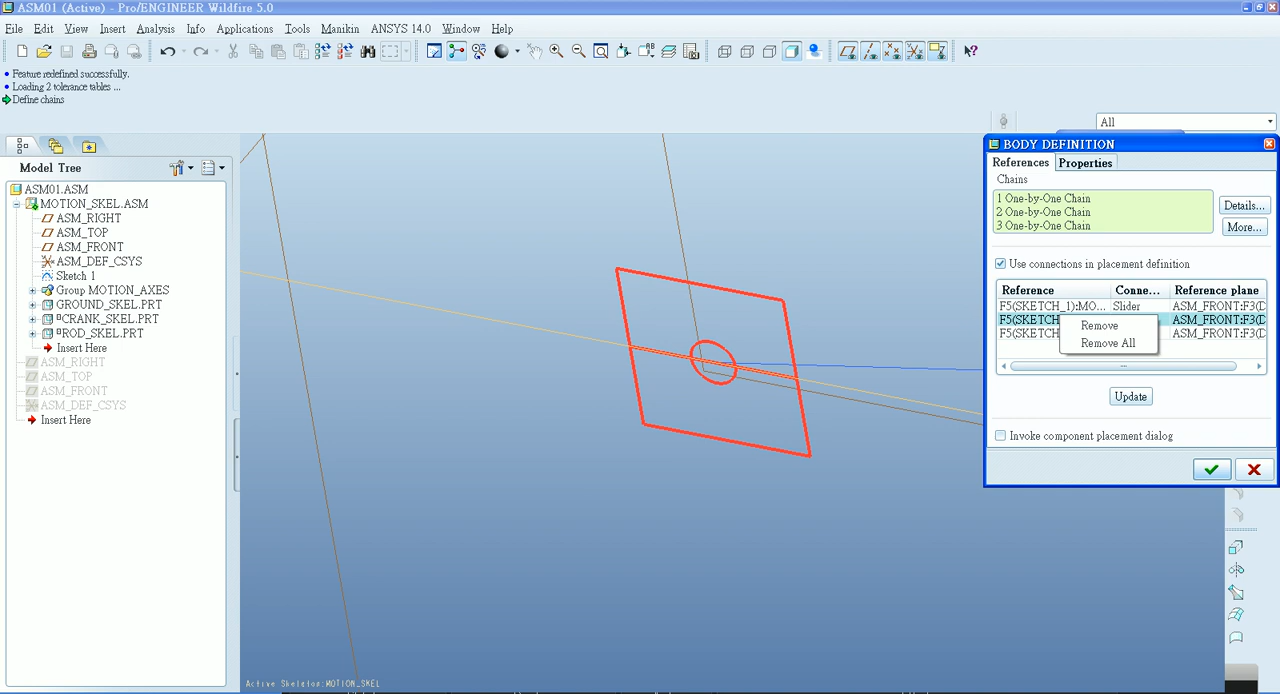 ASM01 (Active) - Pro/ENGINEER Wildfire 5.0
File Edit View Insert Analysis Info Applications Tools Manikin ANSYS 14.0 Window Help
Feature redefined successfully.
Loading 2 tolerance tables ...
Define chains
All
Model Tree
ASM01.ASM
MOTION_SKEL.ASM
ASM_RIGHT
ASM_TOP
ASM_FRONT
ASM_DEF_CSYS
Sketch 1
Group MOTION_AXES
GROUND_SKEL.PRT
CRANK_SKEL.PRT
ROD_SKEL.PRT
Insert Here
ASM_RIGHT
ASM_TOP
ASM_FRONT
ASM_DEF_CSYS
Insert Here
BODY DEFINITION
References Properties
Chains
1 One-by-One Chain
2 One-by-One Chain
3 One-by-One Chain
Details...
More...
Use connections in placement definition
Reference Conne... Reference plane
F5(SKETCH_1):MO... Slider ASM_FRONT:F3(D
F5(SKETCH ASM_FRONT:F3(D
F5(SKETCH ASM_FRONT:F3(D
Remove
Remove All
Update
Invoke component placement dialog
Active Skeleton:MOTION_SKEL